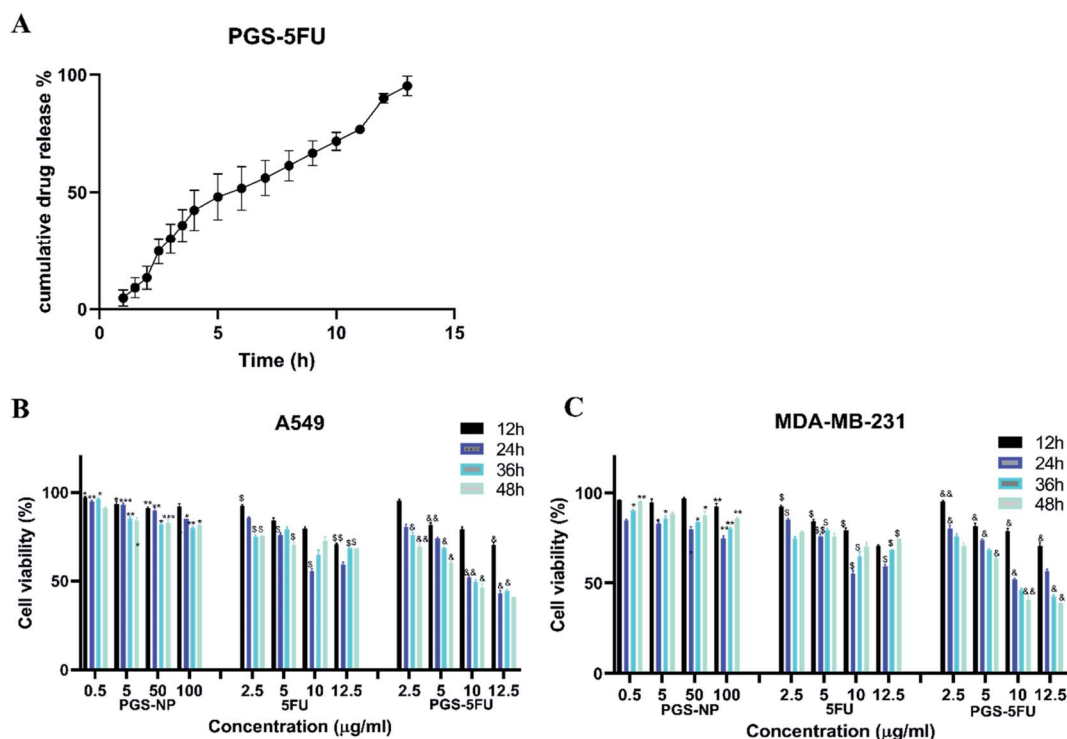 A
PGS-5FU
cumulative drug release %
100
50
0
0 5 10 15
Time (h)
B
A549
12h
24h
36h
48h
Cell viability (%)
100
50
0
0.5 5 50 100 2.5 5 10 12.5 2.5 5 10 12.5
PGS-NP 5FU PGS-5FU
Concentration (µg/ml)
C
MDA-MB-231
12h
24h
36h
48h
Cell viability (%)
100
50
0
0.5 5 50 100 2.5 5 10 12.5 2.5 5 10 12.5
PGS-NP 5FU PGS-5FU
Concentration (µg/ml)